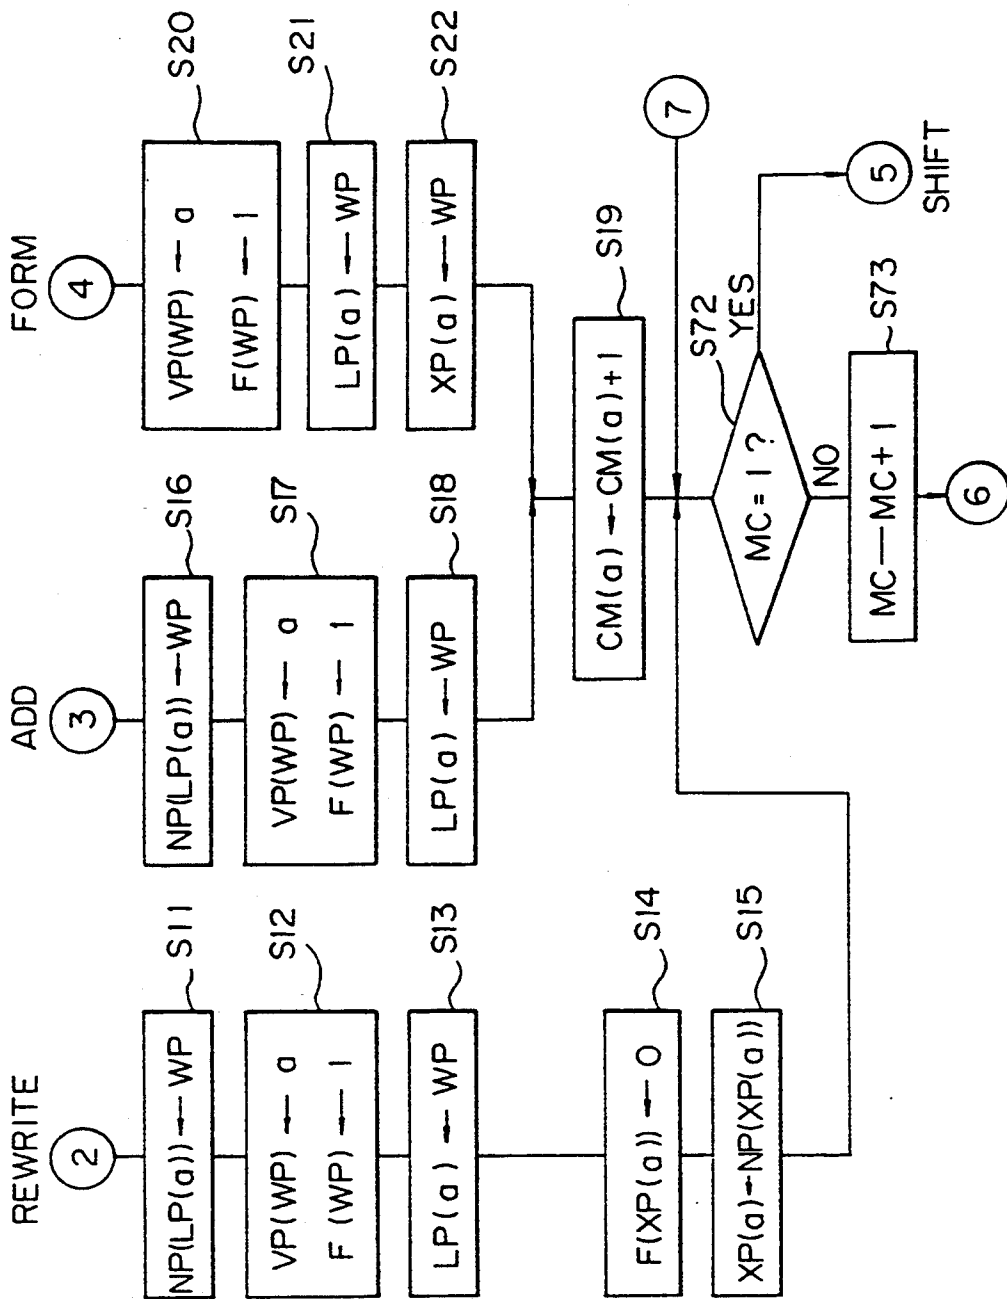 REWRITE
2
NP(LP(a)) ← WP
S11
VP(WP) ← a
F(WP) ← 1
S12
LP(a) ← WP
S13
F(XP(a)) ← 0
S14
XP(a) ← NP(XP(a))
S15
ADD
3
NP(LP(a)) ← WP
S16
VP(WP) ← a
F(WP) ← 1
S17
LP(a) ← WP
S18
FORM
4
VP(WP) ← a
F(WP) ← 1
S20
LP(a) ← WP
S21
XP(a) ← WP
S22
CM(a) ← CM(a)+1
S19
7
MC = 1 ?
S72
YES
5
SHIFT
NO
MC — MC + 1
S73
6